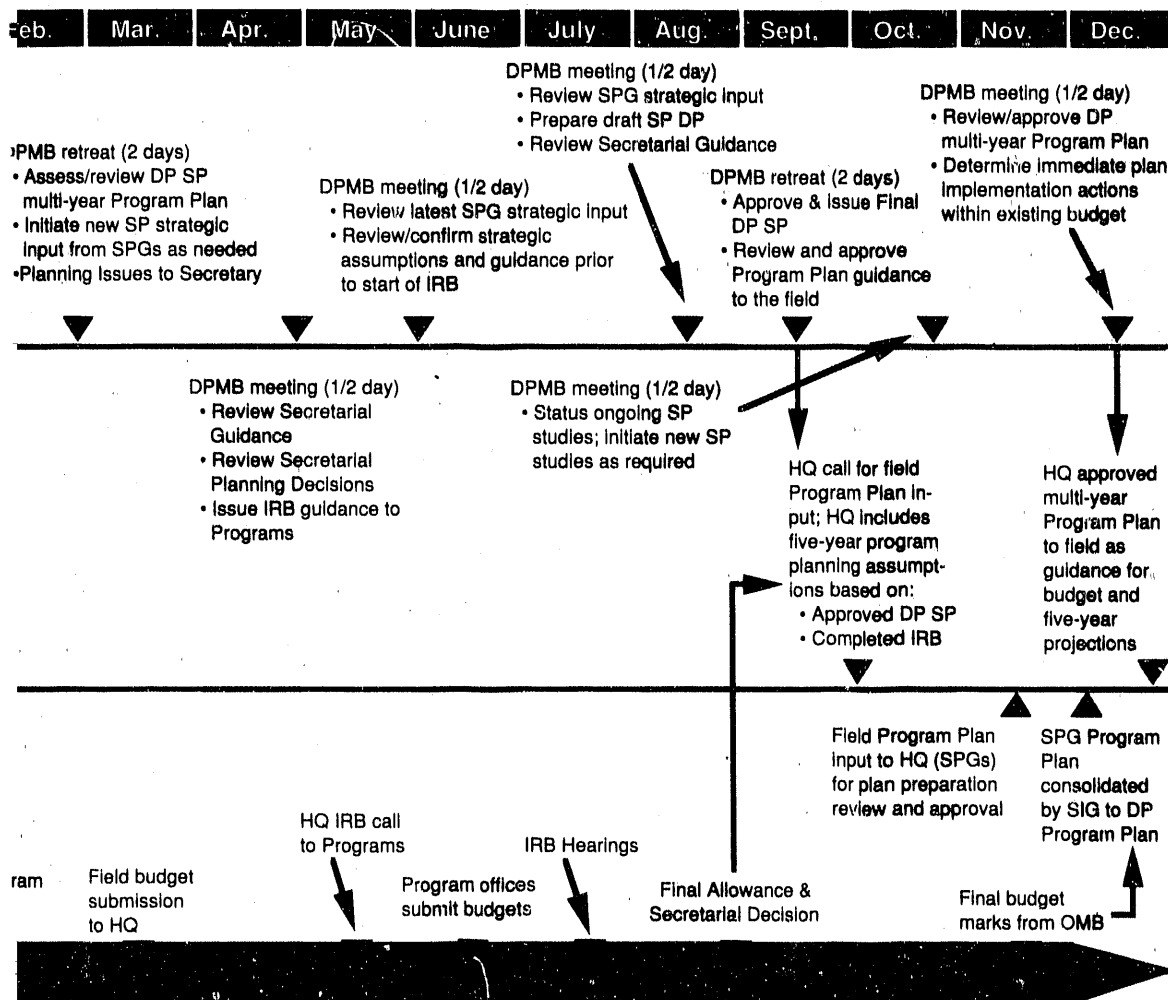 Feb. Mar. Apr. May June July Aug. Sept. Oct. Nov. Dec.
DPMB meeting (1/2 day)
• Review SPG strategic input
• Prepare draft SP DP
• Review Secretarial Guidance
DPMB meeting (1/2 day)
• Review/approve DP
multi-year Program Plan
• Determine immediate plan
implementation actions
within existing budget
DPMB retreat (2 days)
• Assess/review DP SP
multi-year Program Plan
• Initiate new SP strategic
input from SPGs as needed
•Planning Issues to Secretary
DPMB meeting (1/2 day)
• Review latest SPG strategic input
• Review/confirm strategic
assumptions and guidance prior
to start of IRB
DPMB retreat (2 days)
• Approve & issue Final
DP SP
• Review and approve
Program Plan guidance
to the field
DPMB meeting (1/2 day)
• Review Secretarial
Guidance
• Review Secretarial
Planning Decisions
• Issue IRB guidance to
Programs
DPMB meeting (1/2 day)
• Status ongoing SP
studies; initiate new SP
studies as required
HQ call for field
Program Plan in-
put; HQ includes
five-year program
planning assumpt-
ions based on:
• Approved DP SP
• Completed IRB
HQ approved
multi-year
Program Plan
to field as
guidance for
budget and
five-year
projections
Field Program Plan
input to HQ (SPGs)
for plan preparation
review and approval
SPG Program
Plan
consolidated
by SIG to DP
Program Plan
ram
Field budget
submission
to HQ
HQ IRB call
to Programs
Program offices
submit budgets
IRB Hearings
Final Allowance &
Secretarial Decision
Final budget
marks from OMB